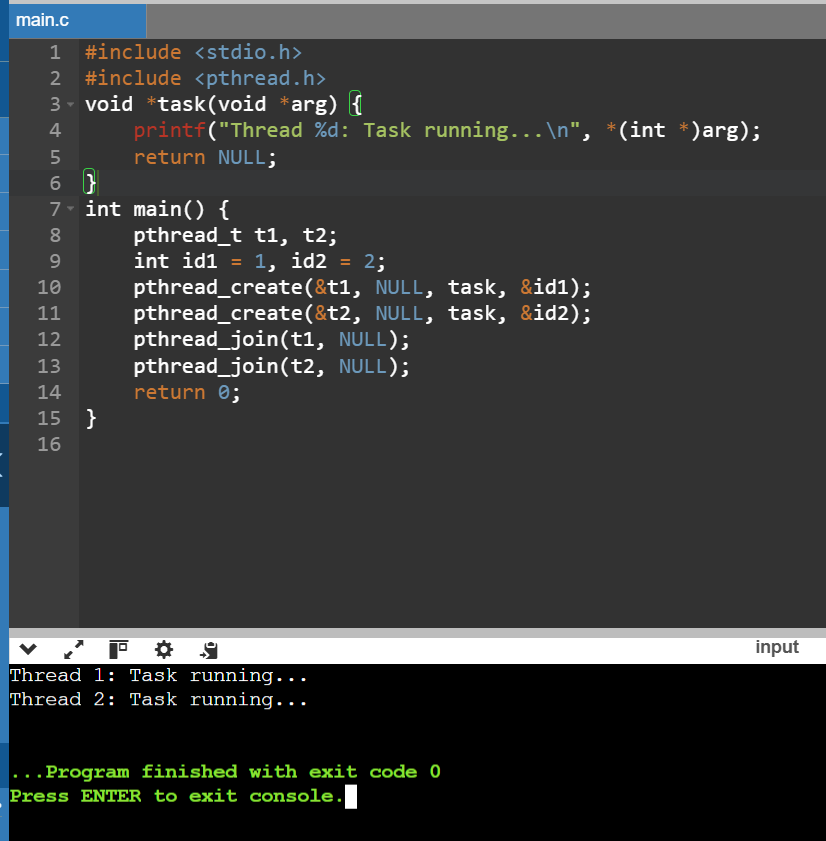 main.c
1 #include <stdio.h>
2 #include <pthread.h>
3 void *task(void *arg) {
4     printf("Thread %d: Task running...\n", *(int *)arg);
5     return NULL;
6 }
7 int main() {
8     pthread_t t1, t2;
9     int id1 = 1, id2 = 2;
10     pthread_create(&t1, NULL, task, &id1);
11     pthread_create(&t2, NULL, task, &id2);
12     pthread_join(t1, NULL);
13     pthread_join(t2, NULL);
14     return 0;
15 }
16
input
Thread 1: Task running...
Thread 2: Task running...
...Program finished with exit code 0
Press ENTER to exit console.